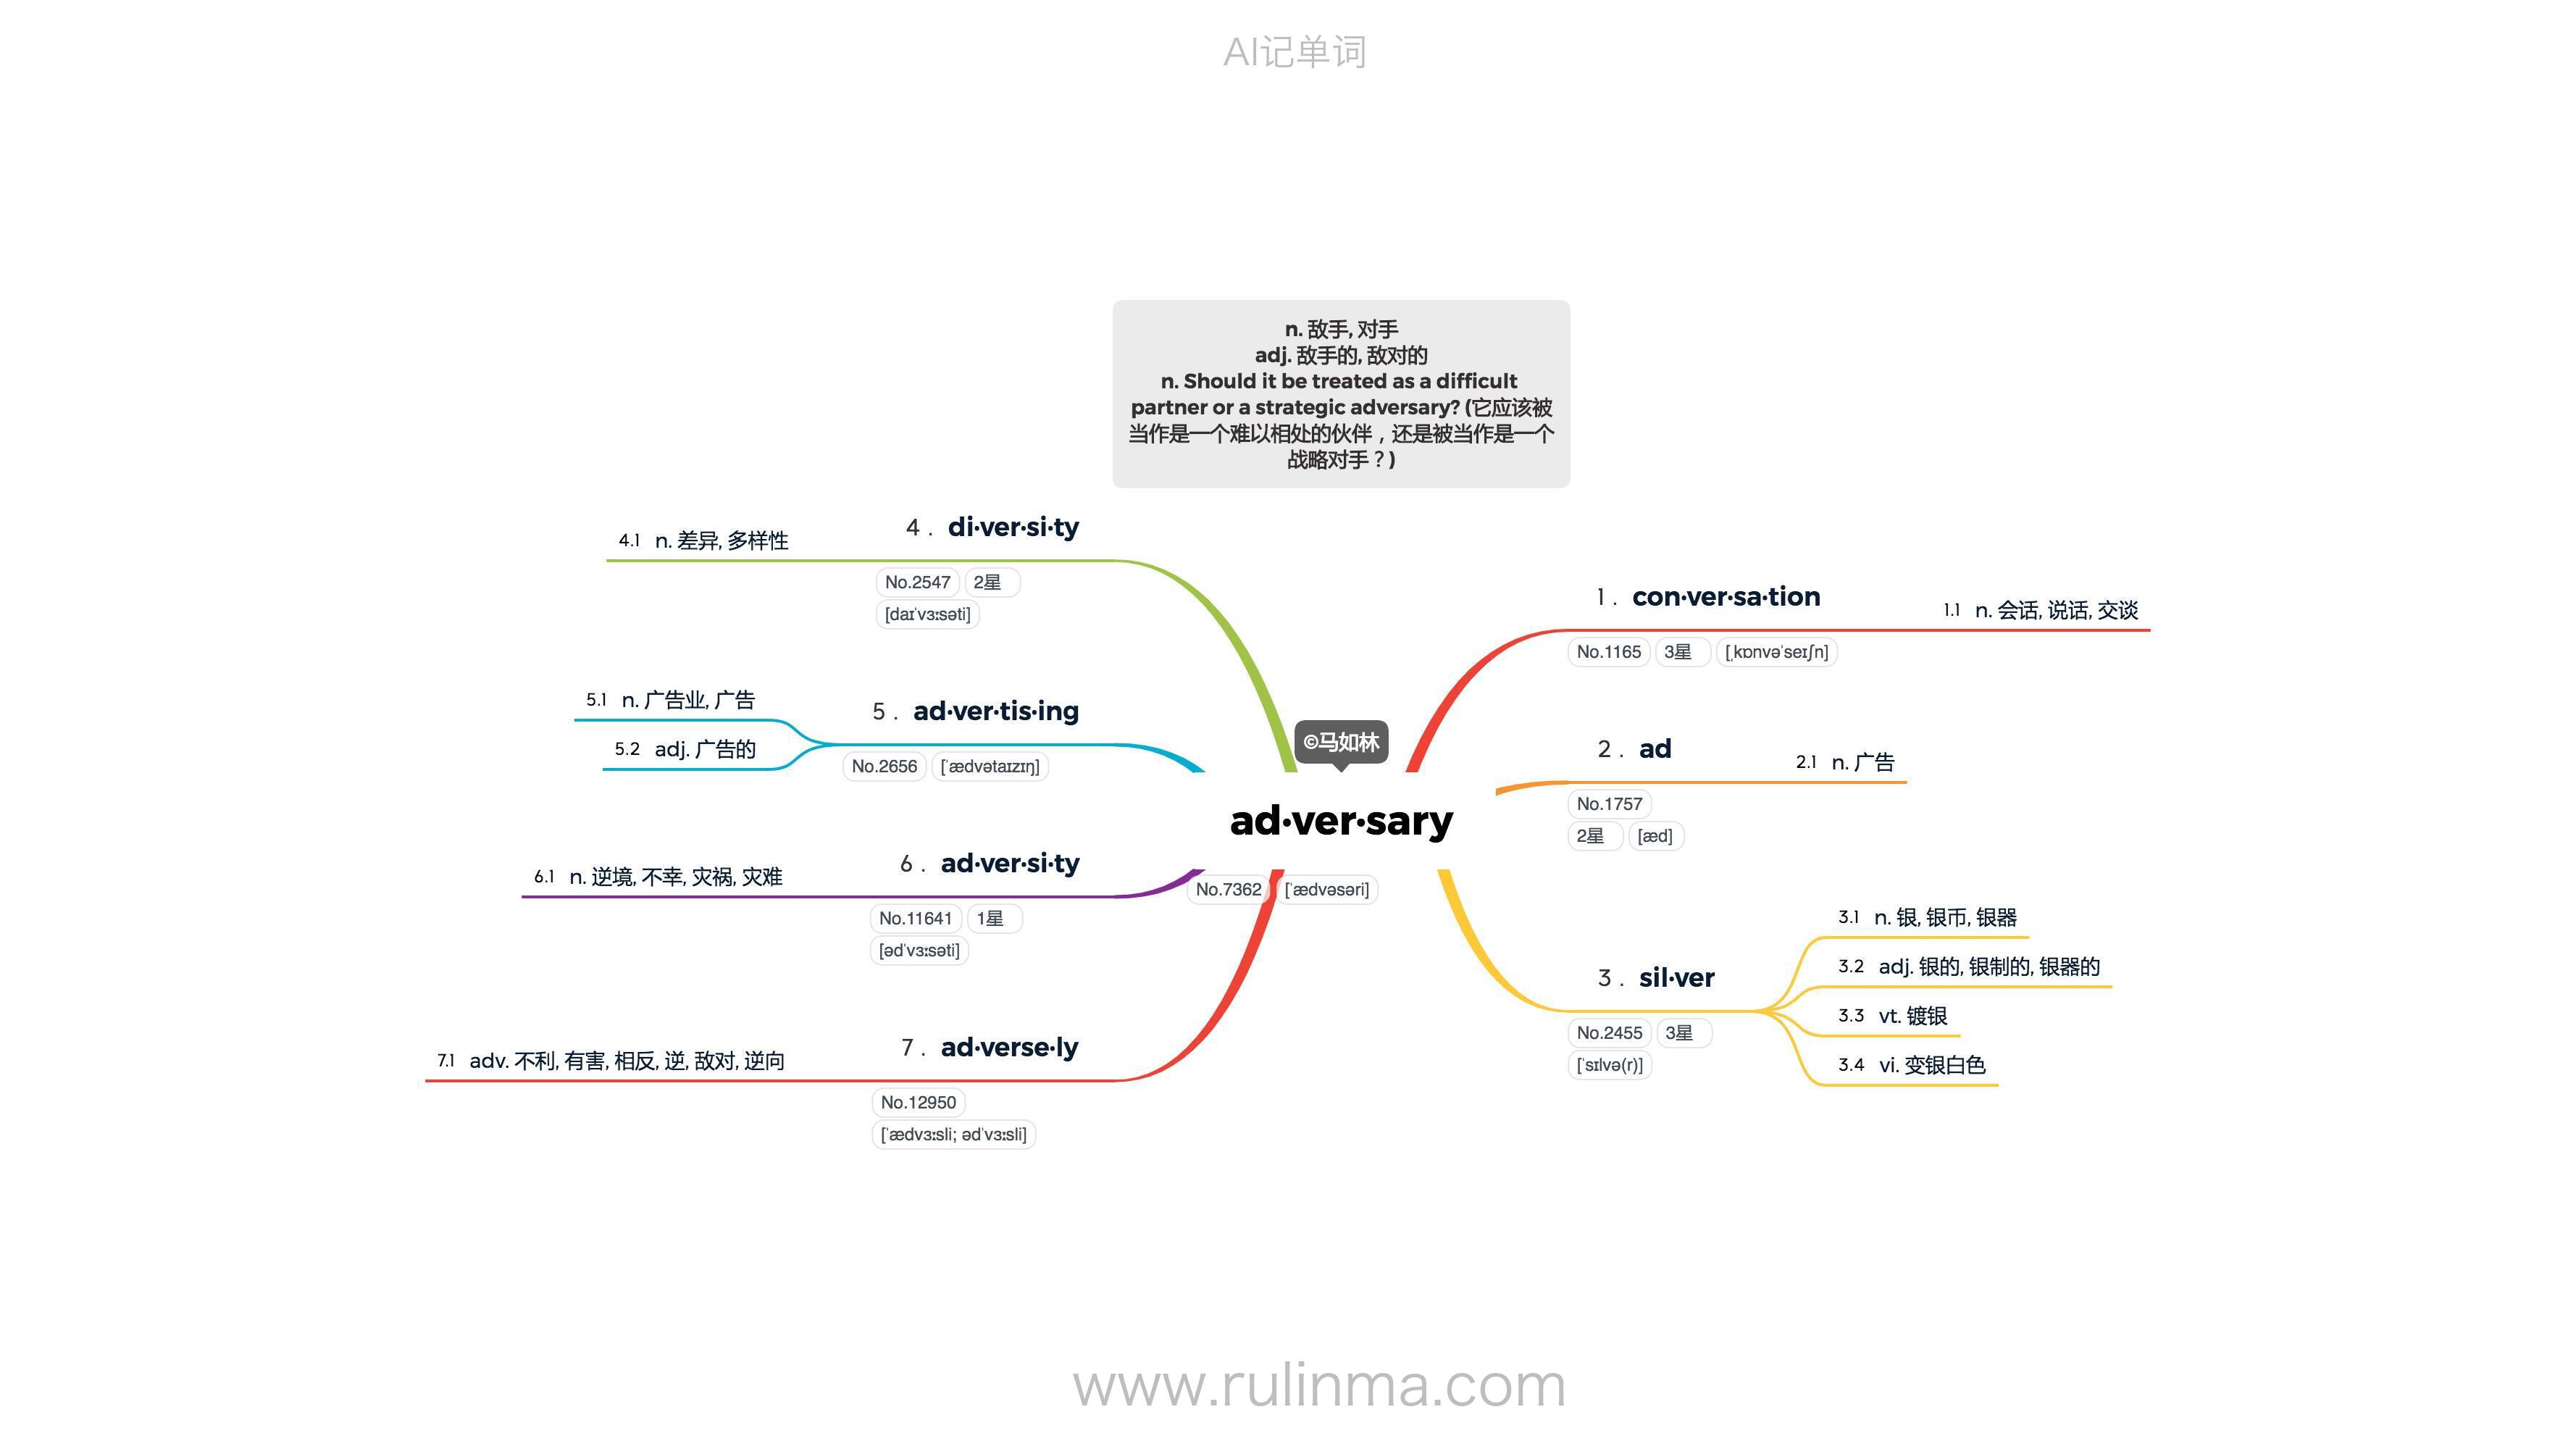 AI记单词
n. 敌手, 对手
adj. 敌手的, 敌对的
n. Should it be treated as a difficult
partner or a strategic adversary? (它应该被
当作是一个难以相处的伙伴，还是被当作是一个
战略对手？)
©马如林
ad·ver·sary
No.7362 [ˈædvəsəri]
1. con·ver·sa·tion
No.1165 3星 [ˌkɒnvəˈseɪʃn]
1.1 n. 会话, 说话, 交谈
2. ad
No.1757
2星 [æd]
2.1 n. 广告
3. sil·ver
No.2455 3星
[ˈsɪlvə(r)]
3.1 n. 银, 银币, 银器
3.2 adj. 银的, 银制的, 银器的
3.3 vt. 镀银
3.4 vi. 变银白色
4. di·ver·si·ty
No.2547 2星
[daɪˈvɜːsəti]
4.1 n. 差异, 多样性
5. ad·ver·tis·ing
No.2656 [ˈædvətaɪzɪŋ]
5.1 n. 广告业, 广告
5.2 adj. 广告的
6. ad·ver·si·ty
No.11641 1星
[ədˈvɜːsəti]
6.1 n. 逆境, 不幸, 灾祸, 灾难
7. ad·verse·ly
No.12950
[ˈædvɜːsli; ədˈvɜːsli]
7.1 adv. 不利, 有害, 相反, 逆, 敌对, 逆向
www.rulinma.com